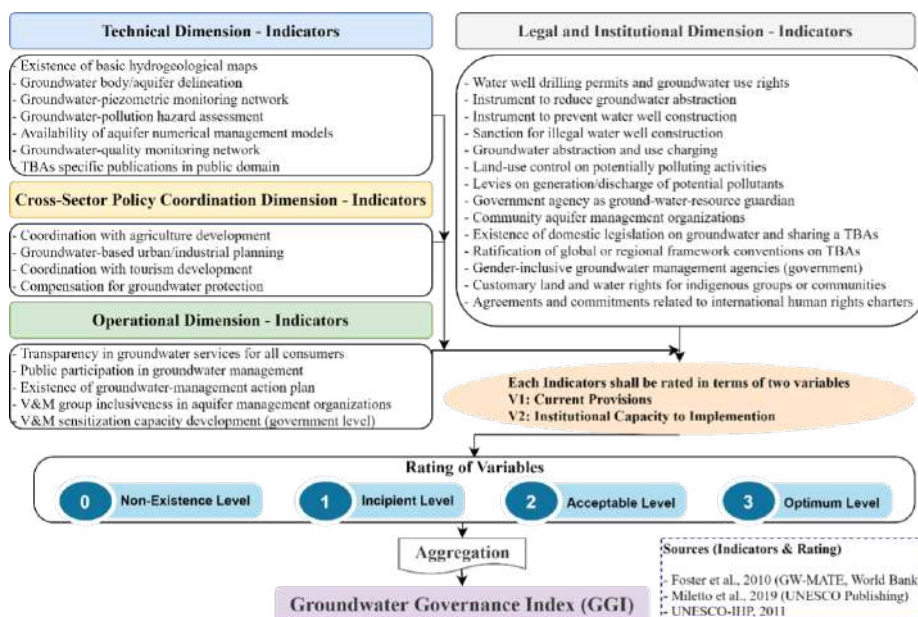 Technical Dimension - Indicators
- Existence of basic hydrogeological maps
- Groundwater body/aquifer delineation
- Groundwater-piezometric monitoring network
- Groundwater-pollution hazard assessment
- Availability of aquifer numerical management models
- Groundwater-quality monitoring network
- TBAs specific publications in public domain
Cross-Sector Policy Coordination Dimension - Indicators
- Coordination with agriculture development
- Groundwater-based urban/industrial planning
- Coordination with tourism development
- Compensation for groundwater protection
Operational Dimension - Indicators
- Transparency in groundwater services for all consumers
- Public participation in groundwater management
- Existence of groundwater-management action plan
- V&M group inclusiveness in aquifer management organizations
- V&M sensitization capacity development (government level)
Legal and Institutional Dimension - Indicators
- Water well drilling permits and groundwater use rights
- Instrument to reduce groundwater abstraction
- Instrument to prevent water well construction
- Sanction for illegal water well construction
- Groundwater abstraction and use charging
- Land-use control on potentially polluting activities
- Levies on generation/discharge of potential pollutants
- Government agency as ground-water-resource guardian
- Community aquifer management organizations
- Existence of domestic legislation on groundwater and sharing a TBAs
- Ratification of global or regional framework conventions on TBAs
- Gender-inclusive groundwater management agencies (government)
- Customary land and water rights for indigenous groups or communities
- Agreements and commitments related to international human rights charters
Each Indicators shall be rated in terms of two variables
V1: Current Provisions
V2: Institutional Capacity to Implemention
Rating of Variables
0 Non-Existence Level
1 Incipient Level
2 Acceptable Level
3 Optimum Level
Aggregation
Groundwater Governance Index (GGI)
Sources (Indicators & Rating)
- Foster et al., 2010 (GW-MATE, World Bank
- Miletto et al., 2019 (UNESCO Publishing)
- UNESCO-IHP, 2011